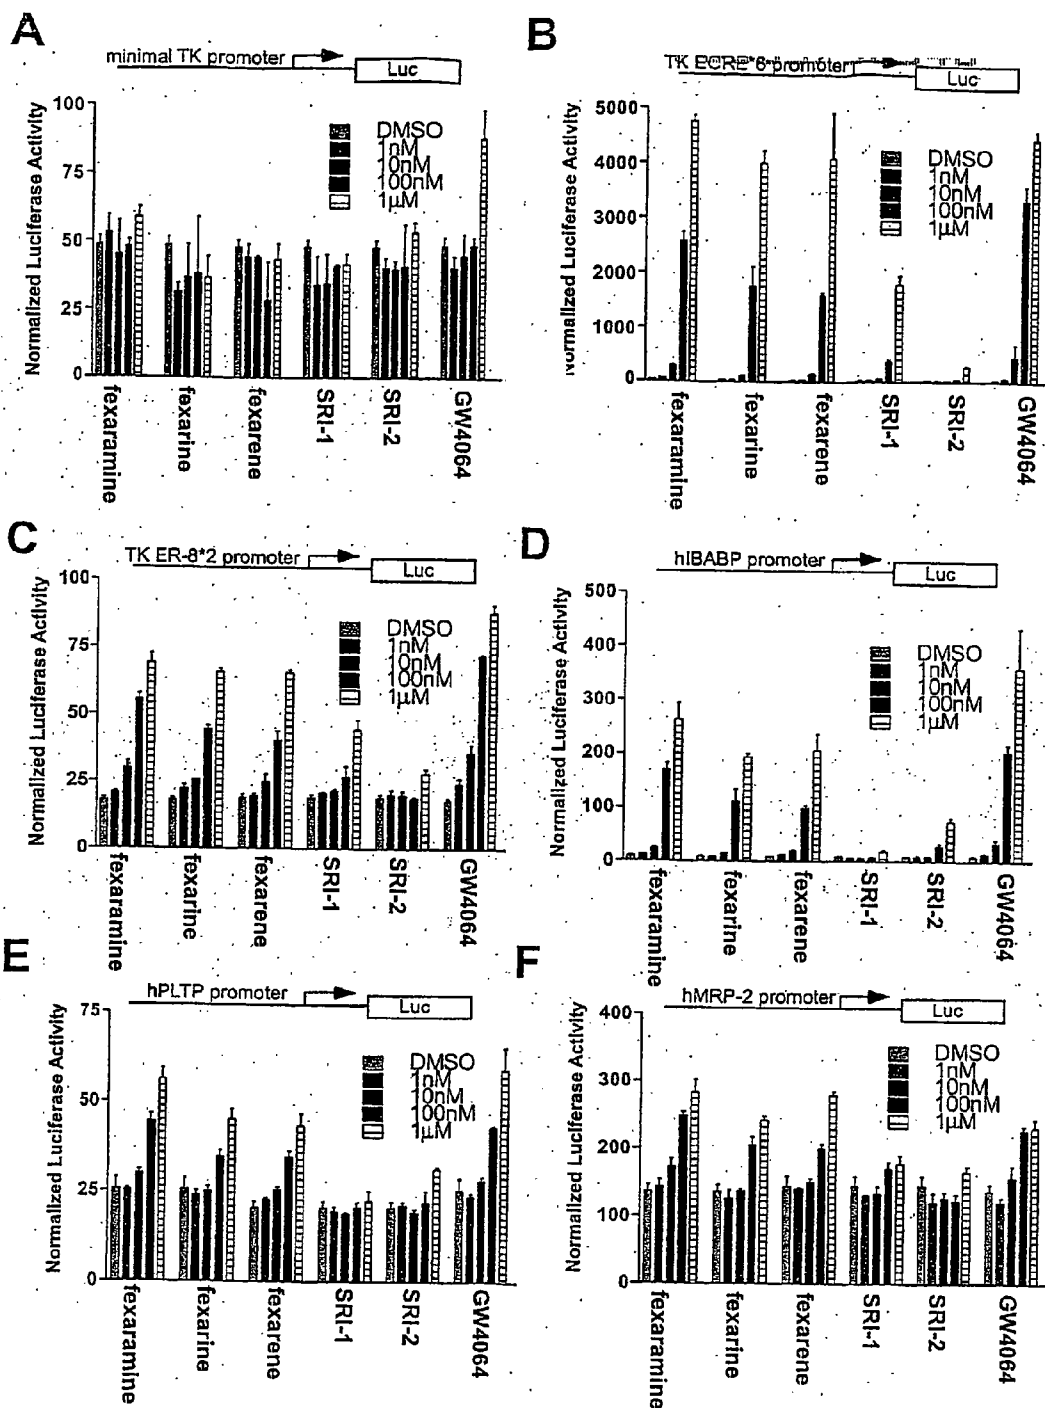 A
minimal TK promoter
Luc
Normalized Luciferase Activity
100
75
50
25
0
DMSO
1nM
10nM
100nM
1µM
fexaramine
fexarine
fexarene
SRI-1
SRI-2
GW4064
B
TK ECRE*6 promoter
Luc
Normalized Luciferase Activity
5000
4000
3000
2000
1000
0
DMSO
1nM
10nM
100nM
1µM
fexaramine
fexarine
fexarene
SRI-1
SRI-2
GW4064
C
TK ER-8*2 promoter
Luc
Normalized Luciferase Activity
100
75
50
25
0
DMSO
1nM
10nM
100nM
1µM
fexaramine
fexarine
fexarene
SRI-1
SRI-2
GW4064
D
hIBABP promoter
Luc
Normalized Luciferase Activity
500
400
300
200
100
0
DMSO
1nM
10nM
100nM
1µM
fexaramine
fexarine
fexarene
SRI-1
SRI-2
GW4064
E
hPLTP promoter
Luc
Normalized Luciferase Activity
75
50
25
0
DMSO
1nM
10nM
100nM
1µM
fexaramine
fexarine
fexarene
SRI-1
SRI-2
GW4064
F
hMRP-2 promoter
Luc
Normalized Luciferase Activity
400
300
200
100
0
DMSO
1nM
10nM
100nM
1µM
fexaramine
fexarine
fexarene
SRI-1
SRI-2
GW4064